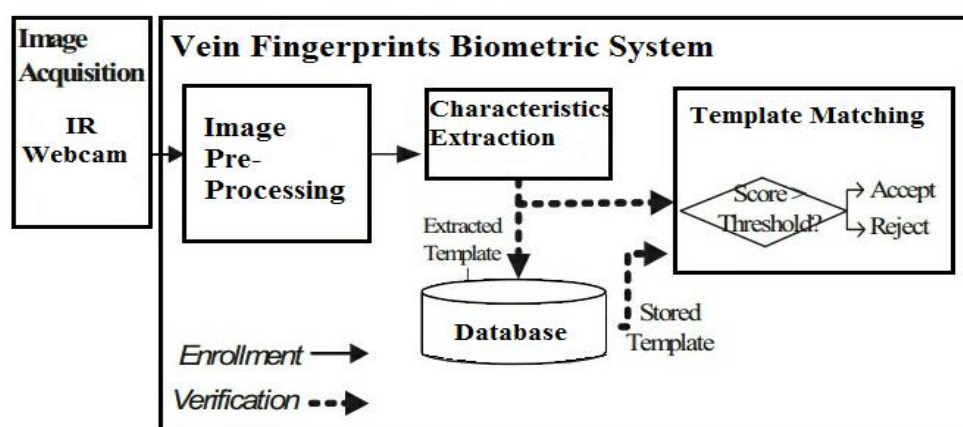 Image
Acquisition
IR
Webcam
Vein Fingerprints Biometric System
Image
Pre-
Processing
Characteristics
Extraction
Template Matching
Score >
Threshold?
Accept
Reject
Extracted
Template
Database
Stored
Template
Enrollment
Verification